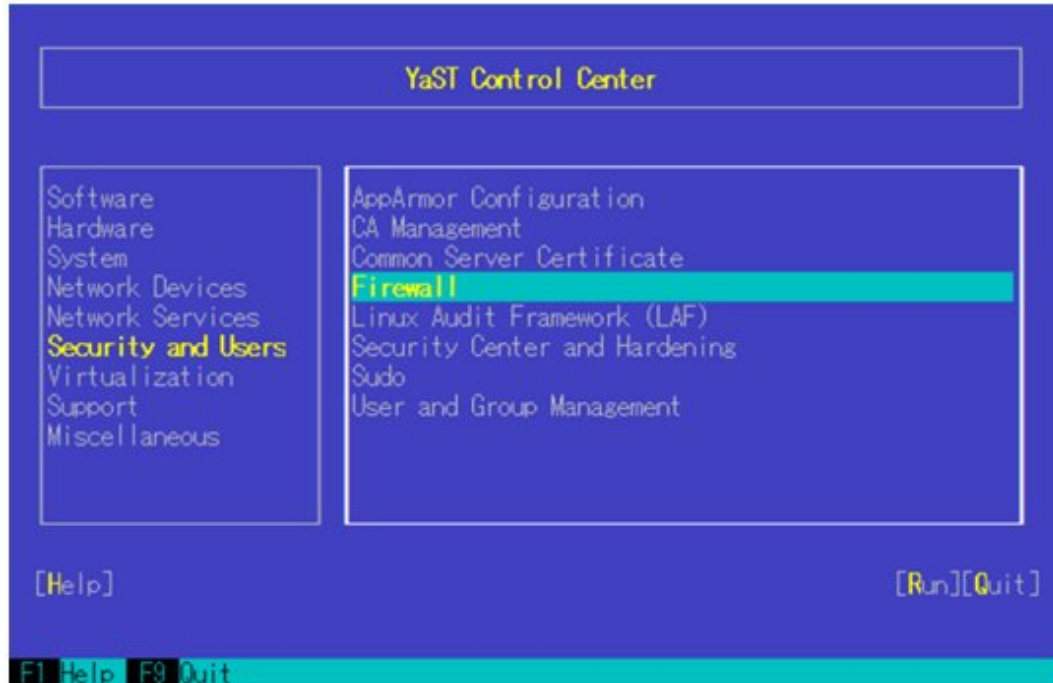 YaST Control Center
Software
Hardware
System
Network Devices
Network Services
Security and Users
Virtualization
Support
Miscellaneous
AppArmor Configuration
CA Management
Common Server Certificate
Firewall
Linux Audit Framework (LAF)
Security Center and Hardening
Sudo
User and Group Management
[Help] [Run][Quit]
F1 Help F9 Quit